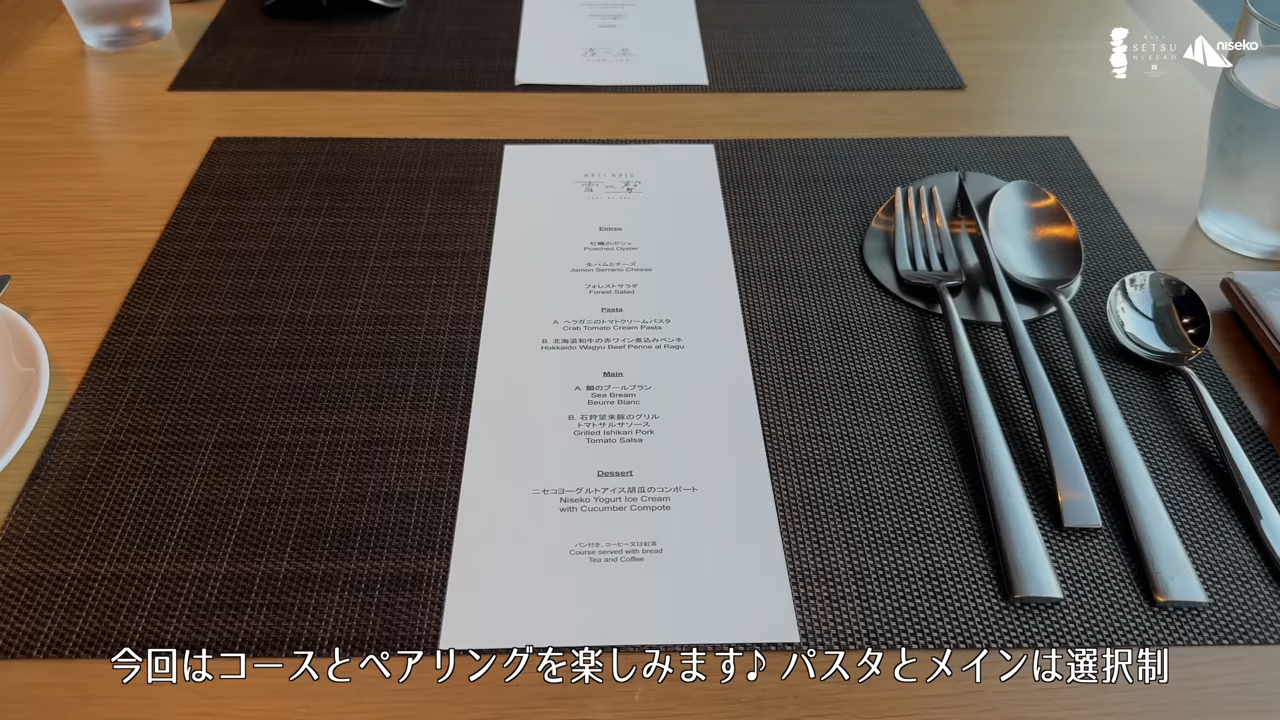 SETSU
NISEKO
niseko
Entree
牡蠣のポシェ
Poached Oyster
生ハムとチーズ
Jamon Serrano Cheese
フォレストサラダ
Forest Salad
Pasta
A. ヘラガニのトマトクリームパスタ
Crab Tomato Cream Pasta
B. 北海道和牛の赤ワイン煮込みペンネ
Hokkaido Wagyu Beef Penne al Ragu
Main
A. 鯛のブールブラン
Sea Bream
Beurre Blanc
B. 石狩望来豚のグリル
トマトサルサソース
Grilled Ishikari Pork
Tomato Salsa
Dessert
ニセコヨーグルトアイス胡瓜のコンポート
Niseko Yogurt Ice Cream
with Cucumber Compote
パン付き、コーヒー又は紅茶
Course served with bread
Tea and Coffee
今回はコースとペアリングを楽しみます♪ パスタとメインは選択制